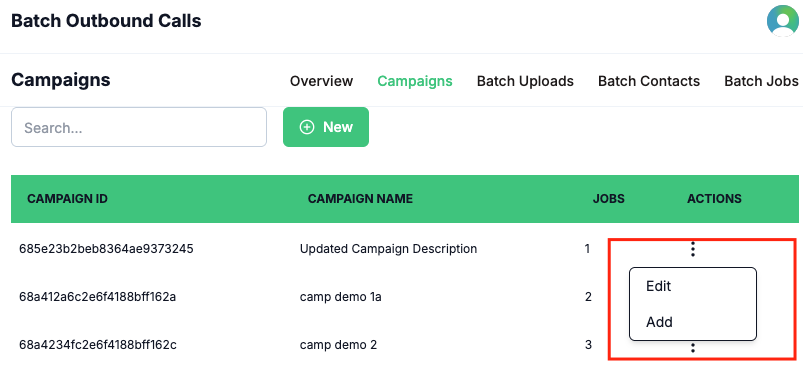 Batch Outbound Calls
Campaigns Overview Campaigns Batch Uploads Batch Contacts Batch Jobs
Search... New
CAMPAIGN ID CAMPAIGN NAME JOBS ACTIONS
685e23b2beb8364ae9373245 Updated Campaign Description 1
Edit
68a412a6c2e6f4188bff162a camp demo 1a 2
Add
68a4234fc2e6f4188bff162c camp demo 2 3